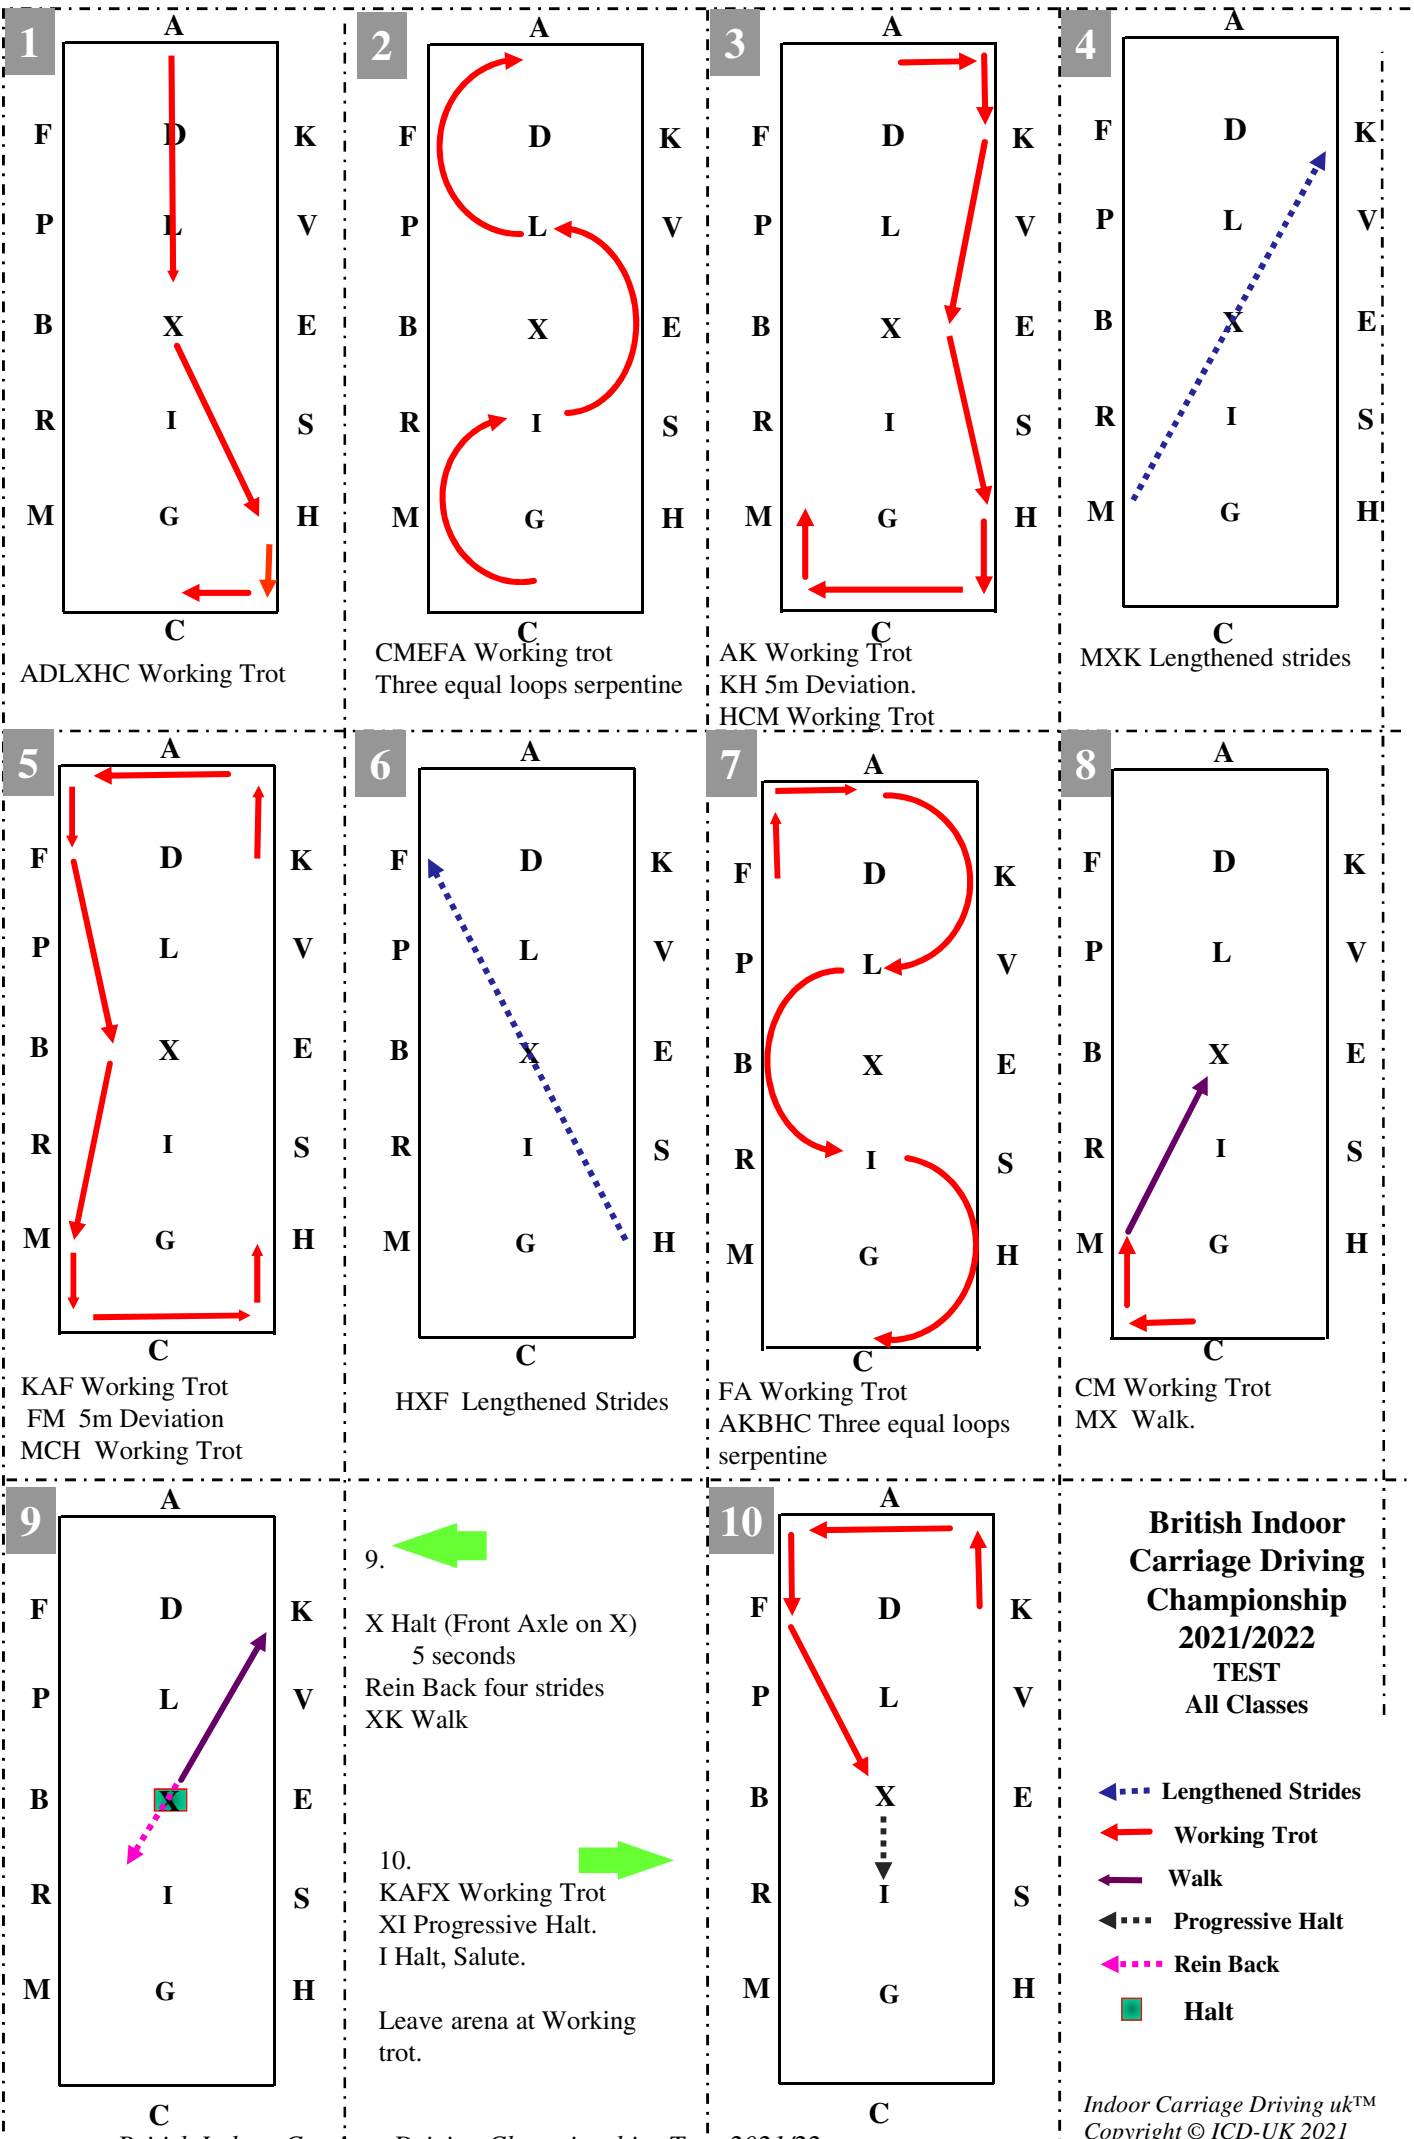 1
A
F D K
P L V
B X E
R I S
M G H
C
ADLXHC Working Trot
2
A
F D K
P L V
B X E
R I S
M G H
C
CMEFA Working trot
Three equal loops serpentine
3
A
F D K
P L V
B X E
R I S
M G H
C
AK Working Trot
KH 5m Deviation.
HCM Working Trot
4
A
F D K
P L V
B X E
R I S
M G H
C
MXK Lengthened strides
5
A
F D K
P L V
B X E
R I S
M G H
C
KAF Working Trot
FM 5m Deviation
MCH Working Trot
6
A
F D K
P L V
B X E
R I S
M G H
C
HXF Lengthened Strides
7
A
F D K
P L V
B X E
R I S
M G H
C
FA Working Trot
AKBHC Three equal loops
serpentine
8
A
F D K
P L V
B X E
R I S
M G H
C
CM Working Trot
MX Walk.
9
A
F D K
P L V
B X E
R I S
M G H
C
9.
X Halt (Front Axle on X)
5 seconds
Rein Back four strides
XK Walk
10.
KAFX Working Trot
XI Progressive Halt.
I Halt, Salute.
Leave arena at Working
trot.
10
A
F D K
P L V
B X E
R I S
M G H
C
British Indoor
Carriage Driving
Championship
2021/2022
TEST
All Classes
Lengthened Strides
Working Trot
Walk
Progressive Halt
Rein Back
Halt
Indoor Carriage Driving uk™
Copyright © ICD-UK 2021